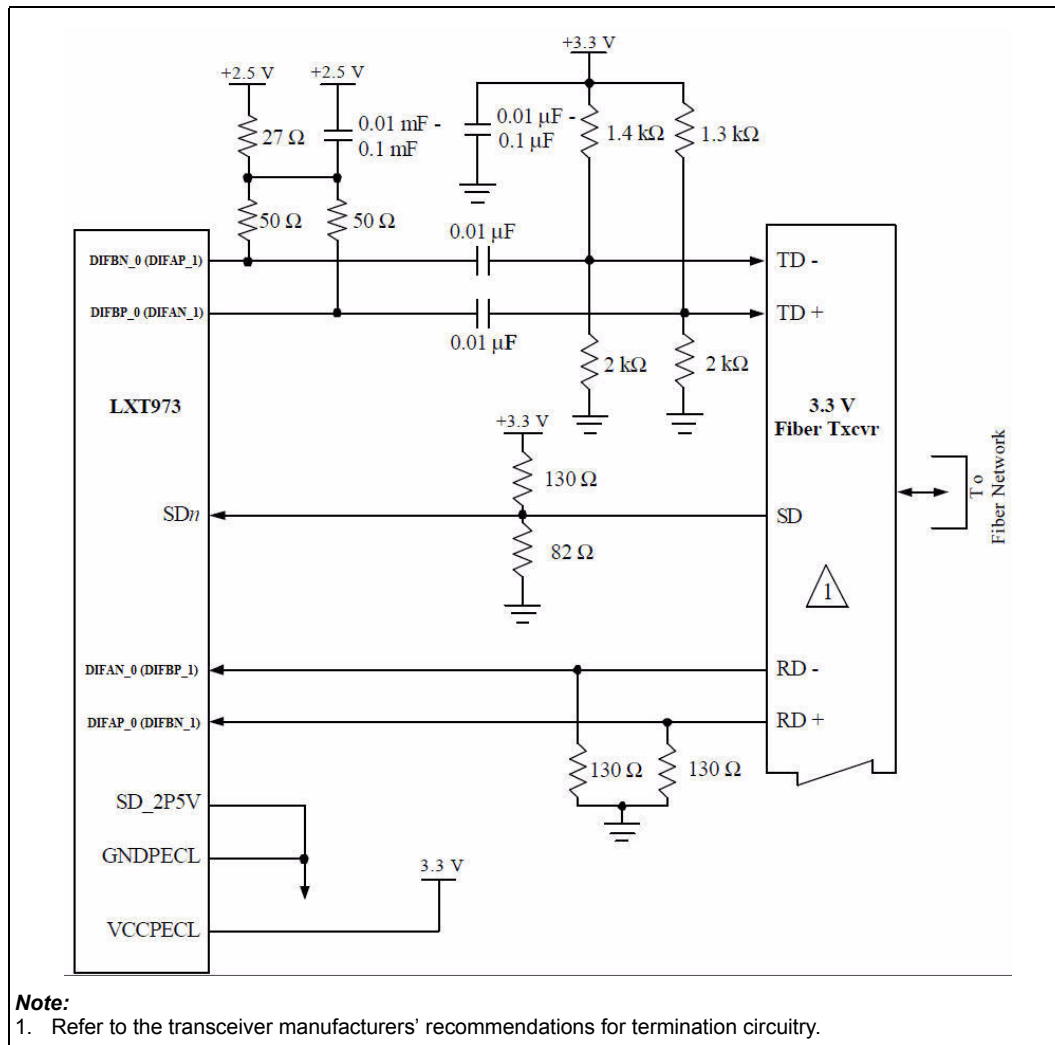 +3.3 V
+2.5 V
+2.5 V
27 Ω
0.01 mF -
0.1 mF
0.01 µF -
0.1 µF
1.4 kΩ
1.3 kΩ
50 Ω
50 Ω
0.01 µF
DIFBN_0 (DIFAP_1)
TD -
DIFBP_0 (DIFAN_1)
TD +
0.01 µF
2 kΩ
2 kΩ
LXT973
3.3 V
Fiber Txcvr
+3.3 V
130 Ω
SDn
SD
To
Fiber Network
82 Ω
1
DIFAN_0 (DIFBP_1)
RD -
DIFAP_0 (DIFBN_1)
RD +
130 Ω
130 Ω
SD_2P5V
GNDPECL
3.3 V
VCCPECL
Note:
1. Refer to the transceiver manufacturers' recommendations for termination circuitry.